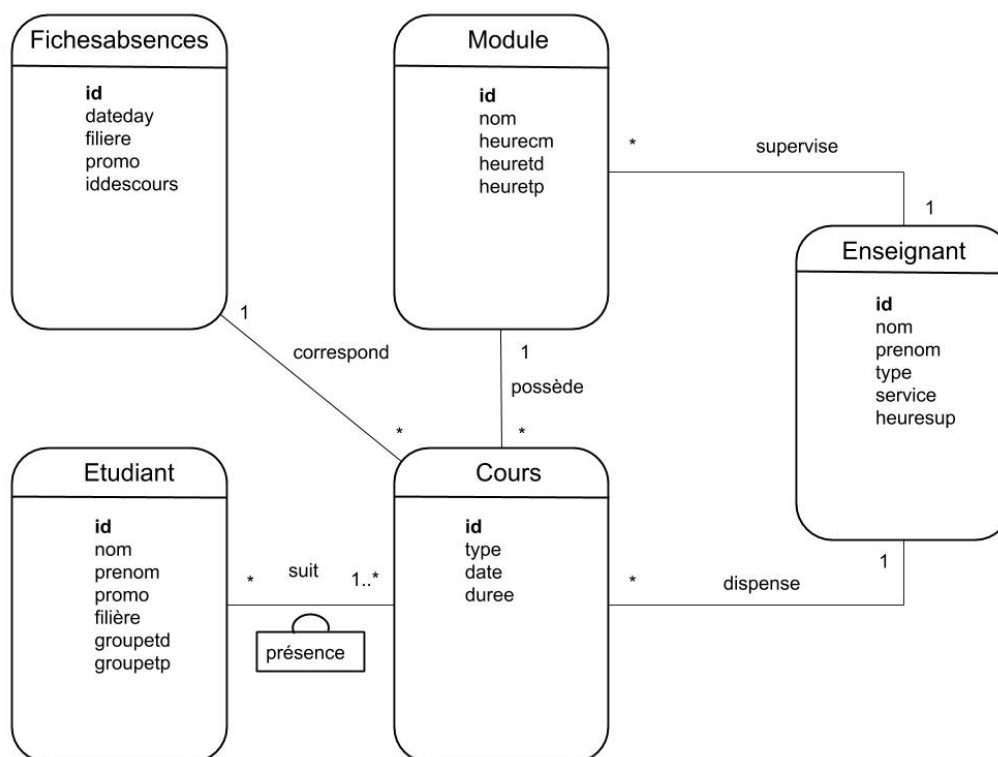 Fichesabsences
id
dateday
filiere
promo
iddescours
Module
id
nom
heurecm
heuretd
heuretp
*
supervise
1
Enseignant
id
nom
prenom
type
service
heuresup
1
correspond
*
1
possède
*
Etudiant
id
nom
prenom
promo
filière
groupetd
groupetp
*
suit
1..*
présence
Cours
id
type
date
duree
*
dispense
1